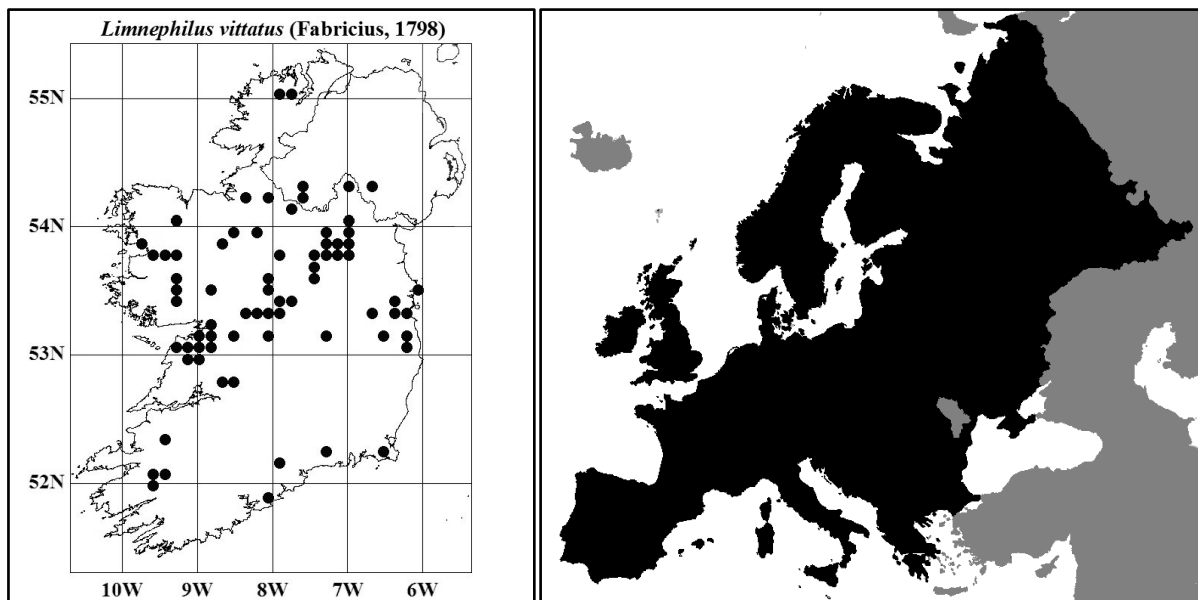 Limnephilus vittatus (Fabricius, 1798)
55N
54N
53N
52N
10W 9W 8W 7W 6W